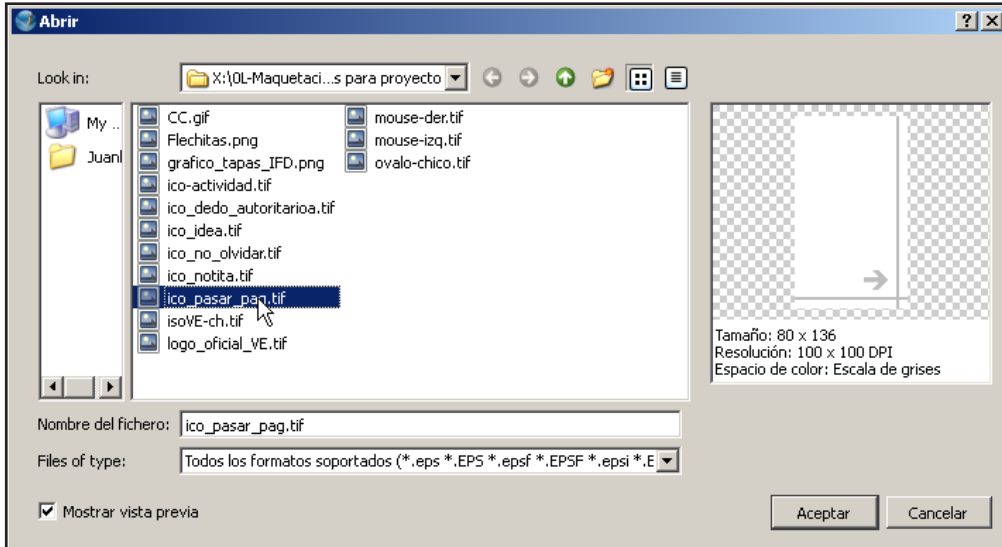 Abrir
Look in:
X:\0L-Maquetaci...s para proyecto
My ..
Juanl
CC.gif
Flechitas.png
grafico_tapas_IFD.png
ico-actividad.tif
ico_dedo_autoritarioa.tif
ico_idea.tif
ico_no_olvidar.tif
ico_notita.tif
ico_pasar_pag.tif
isoVE-ch.tif
logo_oficial_VE.tif
mouse-der.tif
mouse-izq.tif
ovalo-chico.tif
Tamaño: 80 x 136
Resolución: 100 x 100 DPI
Espacio de color: Escala de grises
Nombre del fichero: ico_pasar_pag.tif
Files of type: Todos los formatos soportados (*.eps *.EPS *.epsf *.EPSF *.epsi *.E
Mostrar vista previa
Aceptar Cancelar